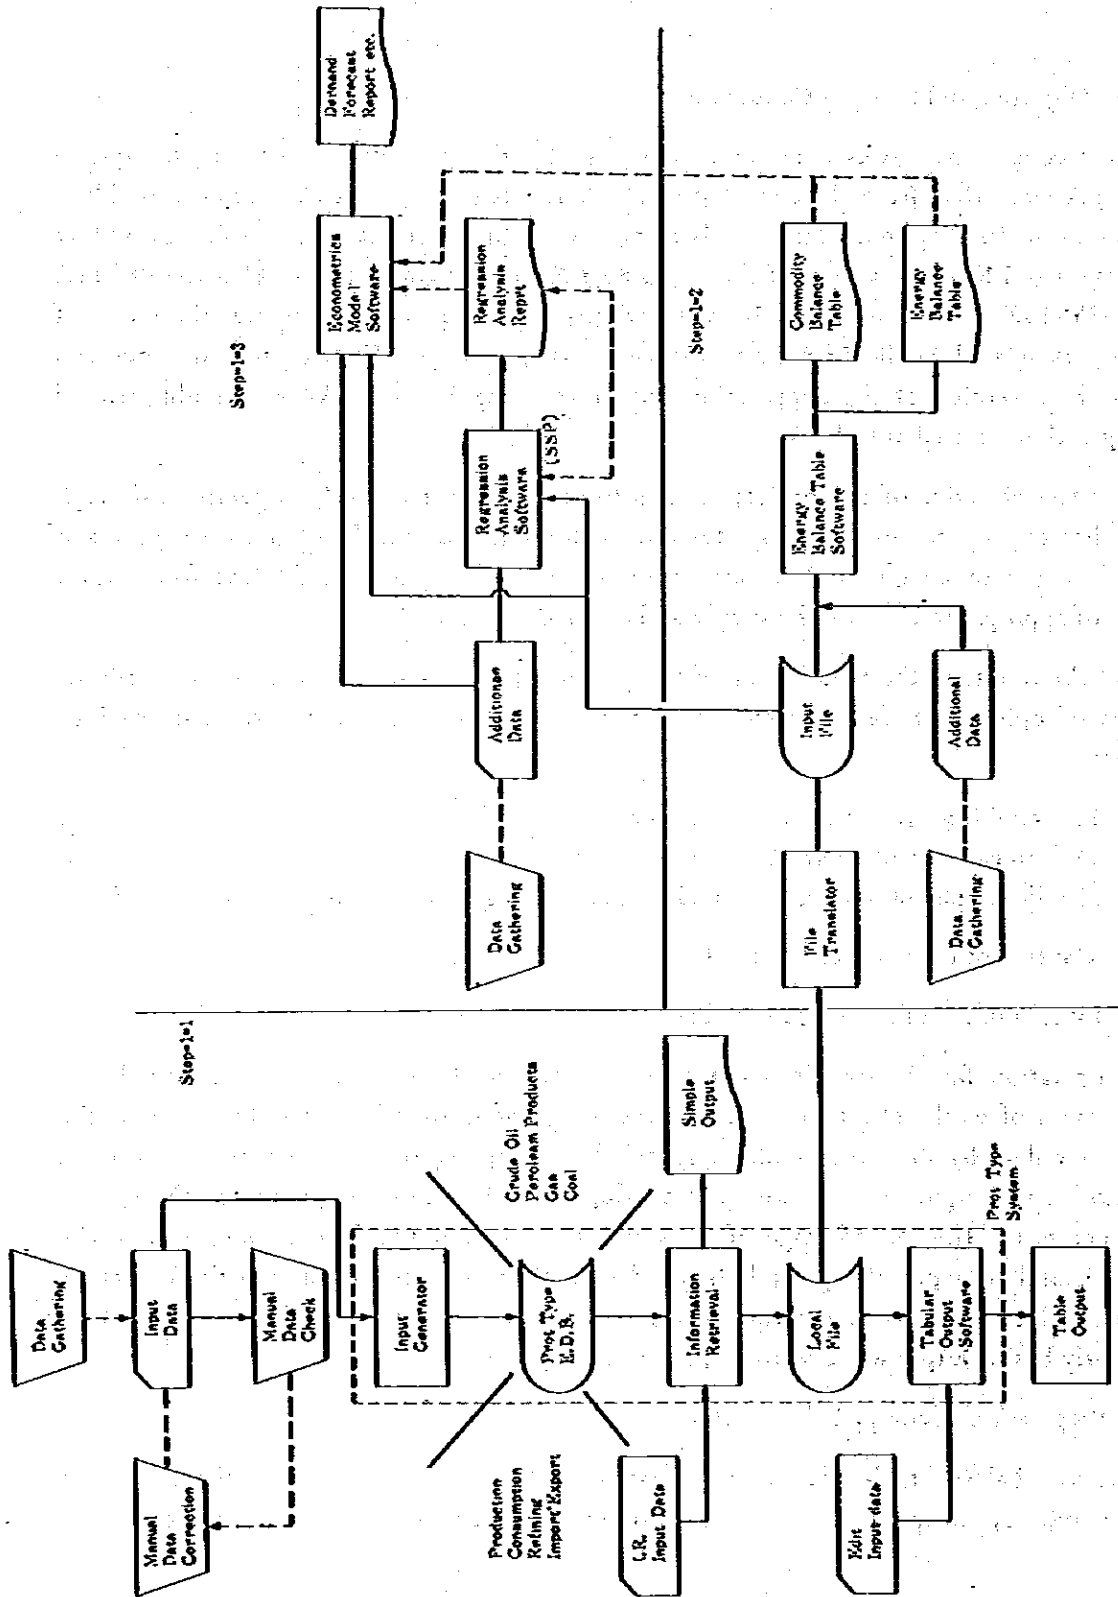 Step-1-1
Data
Gathering
Input
Data
Manual
Data
Correction
Manual
Data
Check
Input
Generator
Production
Consumption
Refining
Import Export
Crude Oil
Peroleam Products
Gas
Coal
Prot Type
E.D.B.
I.R.
Input Data
Information
Retrieval
Simple
Output
Local
File
Edit
Input data
Tabular
Output
Software
Prot Type
System
Table
Output
Step-1-3
Data
Gathering
Additionae
Data
Regression
Analysis
Software
(SSP)
Regression
Analysis
Reprt
Econometrics
Model
Software
Demand
Forecast
Report etc.
Step-1-2
File
Translator
Input
File
Energy
Balance Table
Software
Commodity
Balance
Table
Energy
Balance
Table
Data
Gathering
Additional
Data